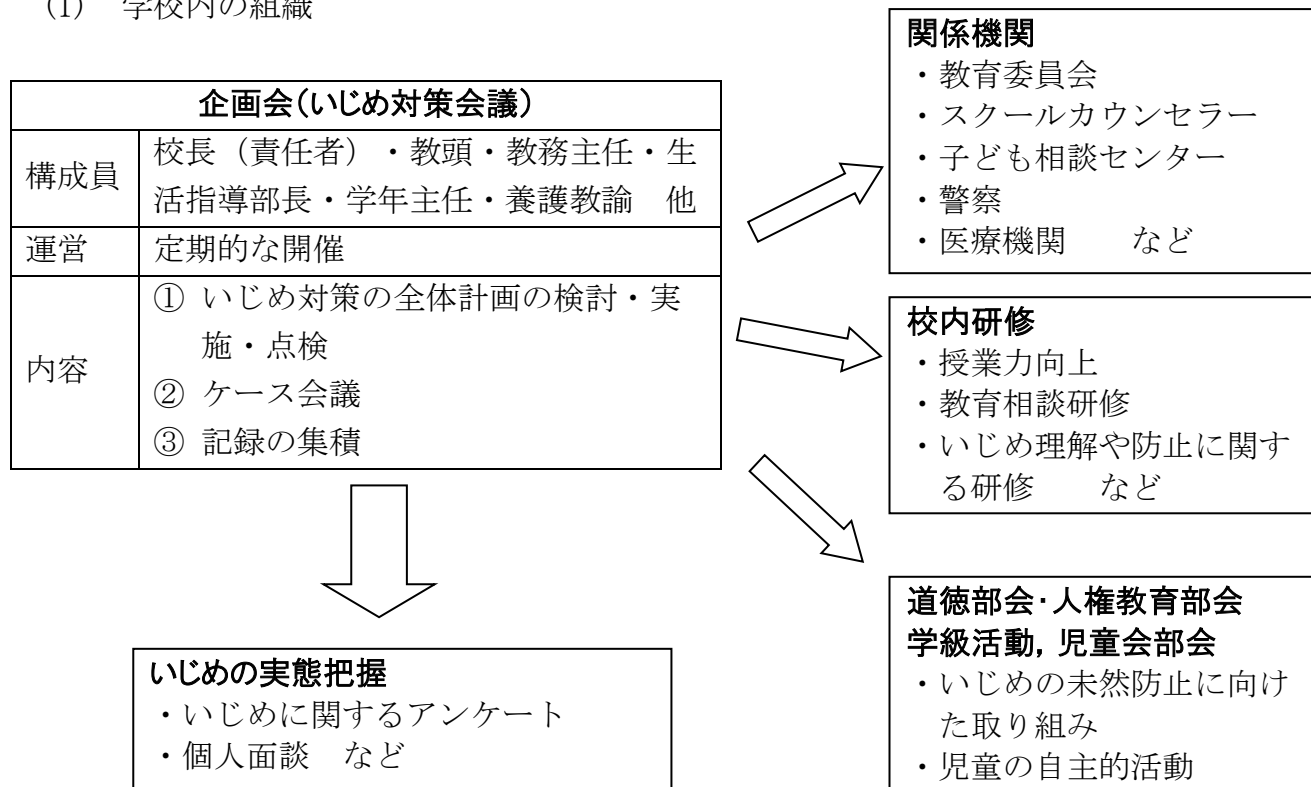 (1) 学校内の組織
企画会(いじめ対策会議)
構成員
校長（責任者）・教頭・教務主任・生
活指導部長・学年主任・養護教諭　他
運営
定期的な開催
内容
① いじめ対策の全体計画の検討・実
施・点検
② ケース会議
③ 記録の集積
関係機関
・教育委員会
・スクールカウンセラー
・子ども相談センター
・警察
・医療機関　　など
校内研修
・授業力向上
・教育相談研修
・いじめ理解や防止に関す
る研修　　など
道徳部会・人権教育部会
学級活動，児童会部会
・いじめの未然防止に向け
た取り組み
・児童の自主的活動
いじめの実態把握
・いじめに関するアンケート
・個人面談　など